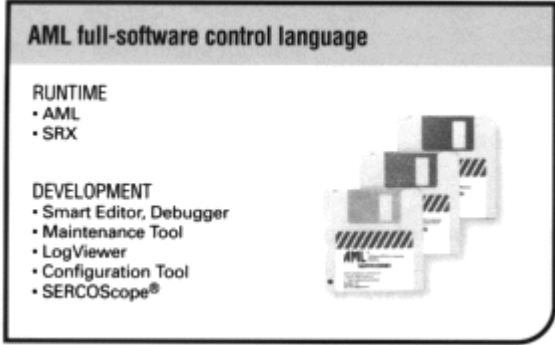 AML full-software control language
RUNTIME
• AML
• SRX
DEVELOPMENT
• Smart Editor, Debugger
• Maintenance Tool
• LogViewer
• Configuration Tool
• SERCOScope®
AML